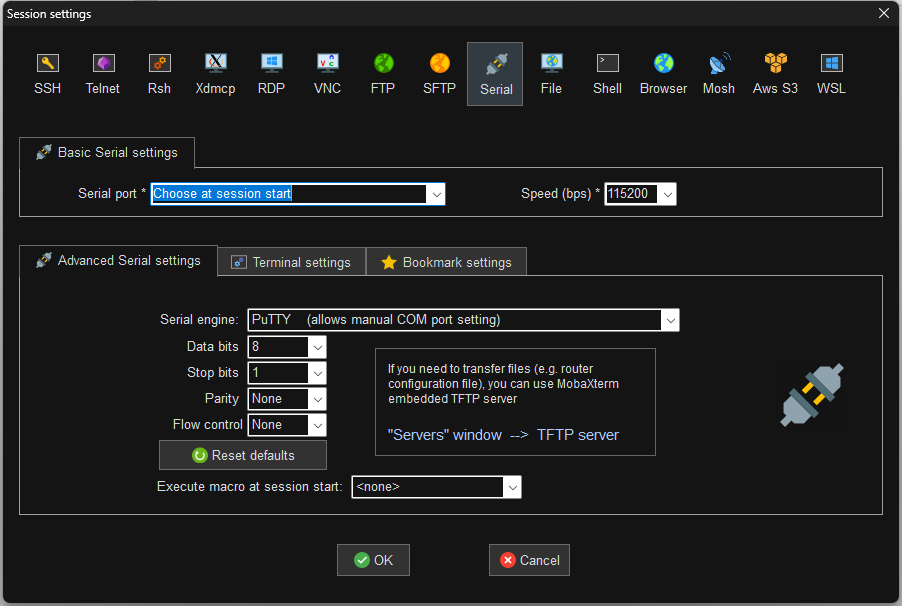 Session settings
SSH Telnet Rsh Xdmcp RDP VNC FTP SFTP Serial File Shell Browser Mosh Aws S3 WSL
Basic Serial settings
Serial port * Choose at session start Speed (bps) * 115200
Advanced Serial settings Terminal settings Bookmark settings
Serial engine: PuTTY (allows manual COM port setting)
Data bits 8
Stop bits 1
Parity None
Flow control None
If you need to transfer files (e.g. router
configuration file), you can use MobaXterm
embedded TFTP server
"Servers" window --> TFTP server
Reset defaults
Execute macro at session start: <none>
OK Cancel